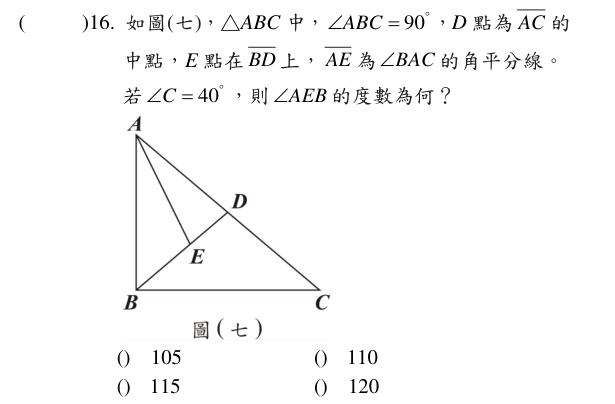 (　　)16. 如圖(七)，△ABC 中，∠ABC = 90°，D 點為 AC 的
中點，E 點在 BD 上， AE 為∠BAC 的角平分線。
若∠C = 40°，則∠AEB 的度數為何？
A
D
E
B
C
圖(七)
() 105 () 110
() 115 () 120